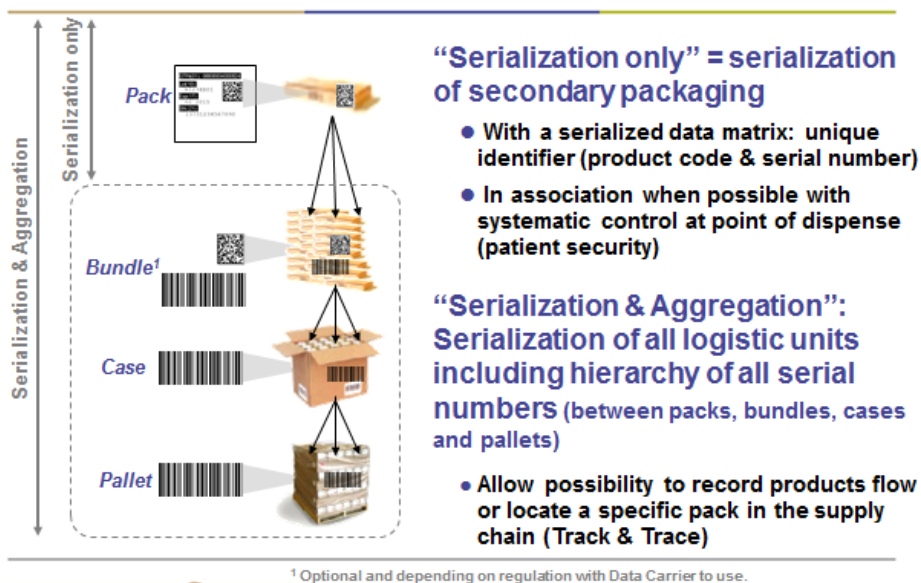 Serialization & Aggregation
Serialization only
Pack
Bundle¹
Case
Pallet
“Serialization only” = serialization
of secondary packaging
● With a serialized data matrix: unique
identifier (product code & serial number)
● In association when possible with
systematic control at point of dispense
(patient security)
“Serialization & Aggregation”:
Serialization of all logistic units
including hierarchy of all serial
numbers (between packs, bundles, cases
and pallets)
● Allow possibility to record products flow
or locate a specific pack in the supply
chain (Track & Trace)
¹ Optional and depending on regulation with Data Carrier to use.